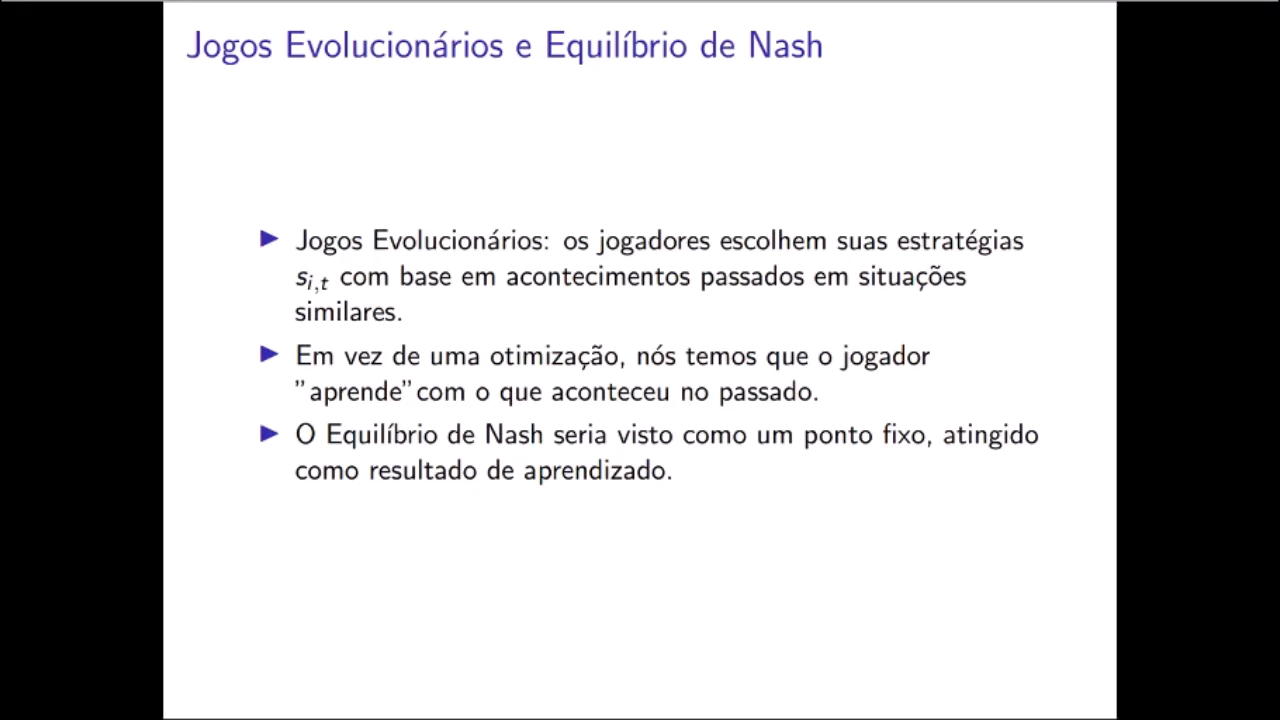 Jogos Evolucionários e Equilíbrio de Nash
▶ Jogos Evolucionários: os jogadores escolhem suas estratégias
s_{i,t} com base em acontecimentos passados em situações
similares.
▶ Em vez de uma otimização, nós temos que o jogador
”aprende”com o que aconteceu no passado.
▶ O Equilíbrio de Nash seria visto como um ponto fixo, atingido
como resultado de aprendizado.